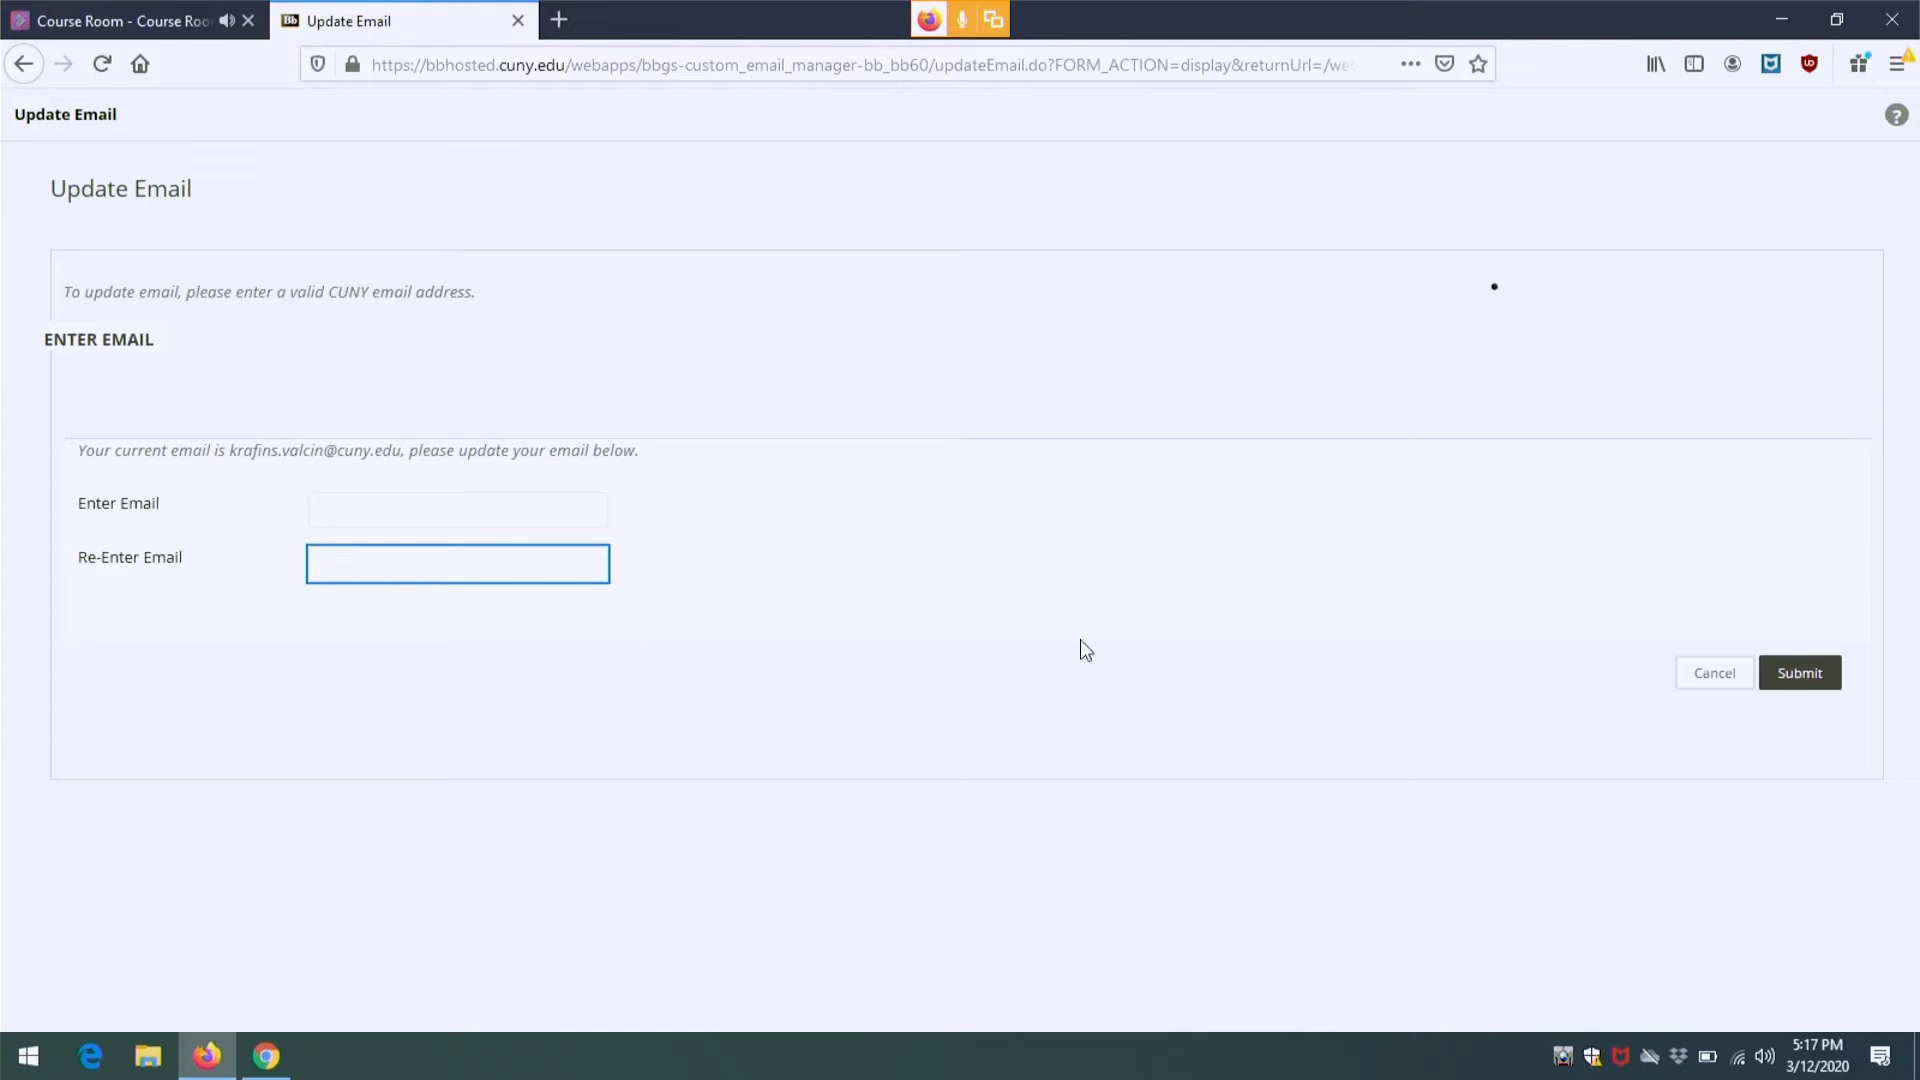 Course Room - Course Roo
Bb Update Email
https://bbhosted.cuny.edu/webapps/bbgs-custom_email_manager-bb_bb60/updateEmail.do?FORM_ACTION=display&returnUrl=/we
Update Email
?
Update Email
To update email, please enter a valid CUNY email address.
ENTER EMAIL
Your current email is krafins.valcin@cuny.edu, please update your email below.
Enter Email
Re-Enter Email
Cancel
Submit
5:17 PM
3/12/2020